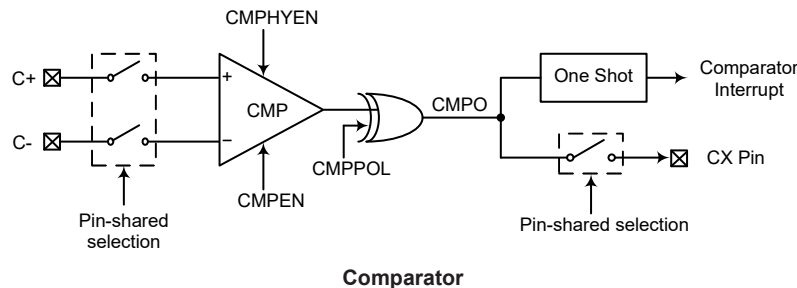 CMPHYEN
C+
+
CMP
One Shot
Comparator
Interrupt
CMPO
C-
−
CMPPOL
CX Pin
CMPEN
Pin-shared
selection
Pin-shared selection
Comparator